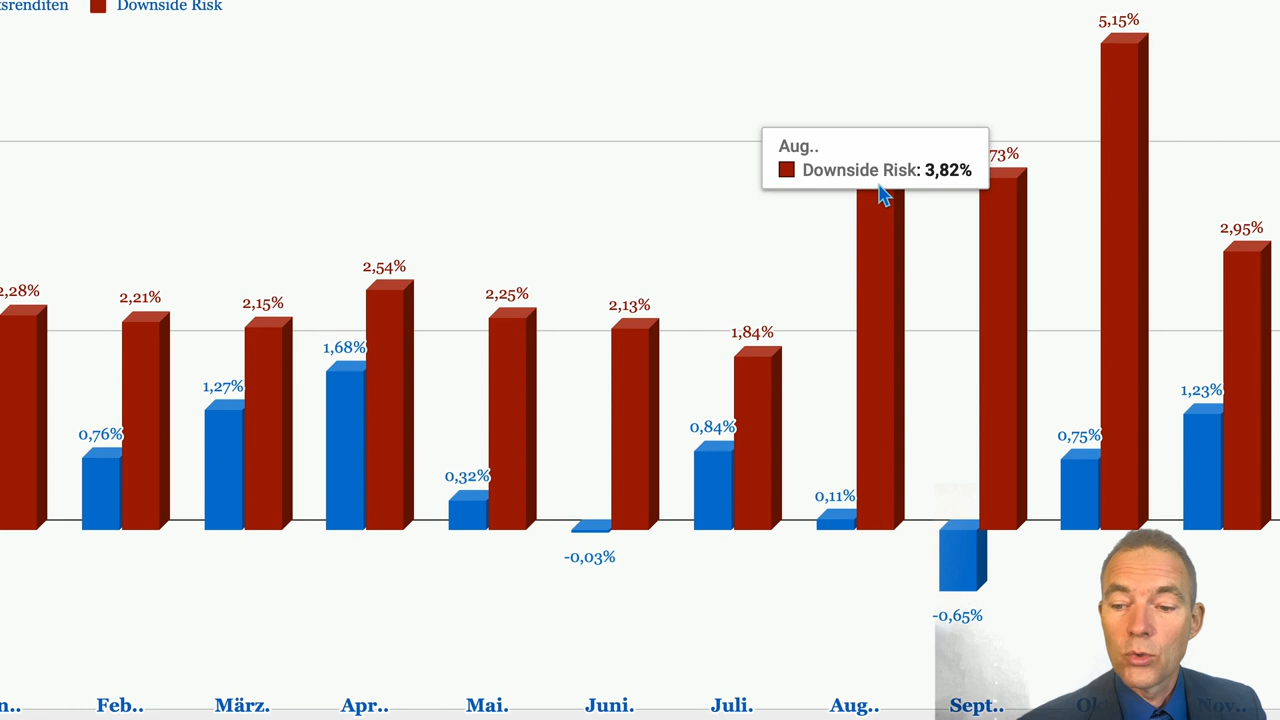 tsrenditen Downside Risk
5,15%
Aug..
Downside Risk: 3,82%
73%
2,95%
2,54%
2,28% 2,21% 2,15% 2,25% 2,13%
1,84%
1,68%
1,27% 1,23%
0,76% 0,84% 0,75%
0,32%
0,11%
-0,03%
-0,65%
n.. Feb.. März. Apr.. Mai. Juni. Juli. Aug.. Sept.. Nov..